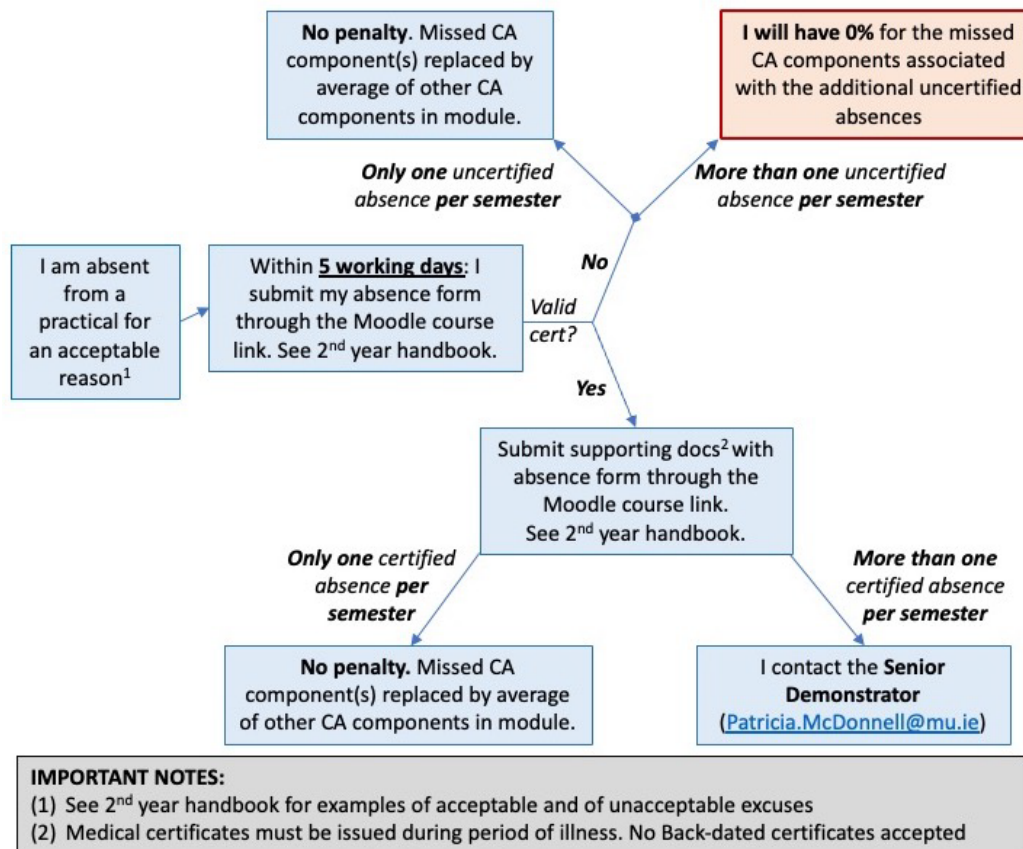 No penalty. Missed CA
component(s) replaced by
average of other CA
components in module.
I will have 0% for the missed
CA components associated
with the additional uncertified
absences
Only one uncertified
absence per semester
More than one uncertified
absence per semester
I am absent
from a
practical for
an acceptable
reason1
Within 5 working days: I
submit my absence form
through the Moodle course
link. See 2nd year handbook.
Valid
cert?
No
Yes
Submit supporting docs2 with
absence form through the
Moodle course link.
See 2nd year handbook.
Only one certified
absence per
semester
More than one
certified absence
per semester
No penalty. Missed CA
component(s) replaced by average
of other CA components in module.
I contact the Senior
Demonstrator
(Patricia.McDonnell@mu.ie)
IMPORTANT NOTES:
(1) See 2nd year handbook for examples of acceptable and of unacceptable excuses
(2) Medical certificates must be issued during period of illness. No Back-dated certificates accepted